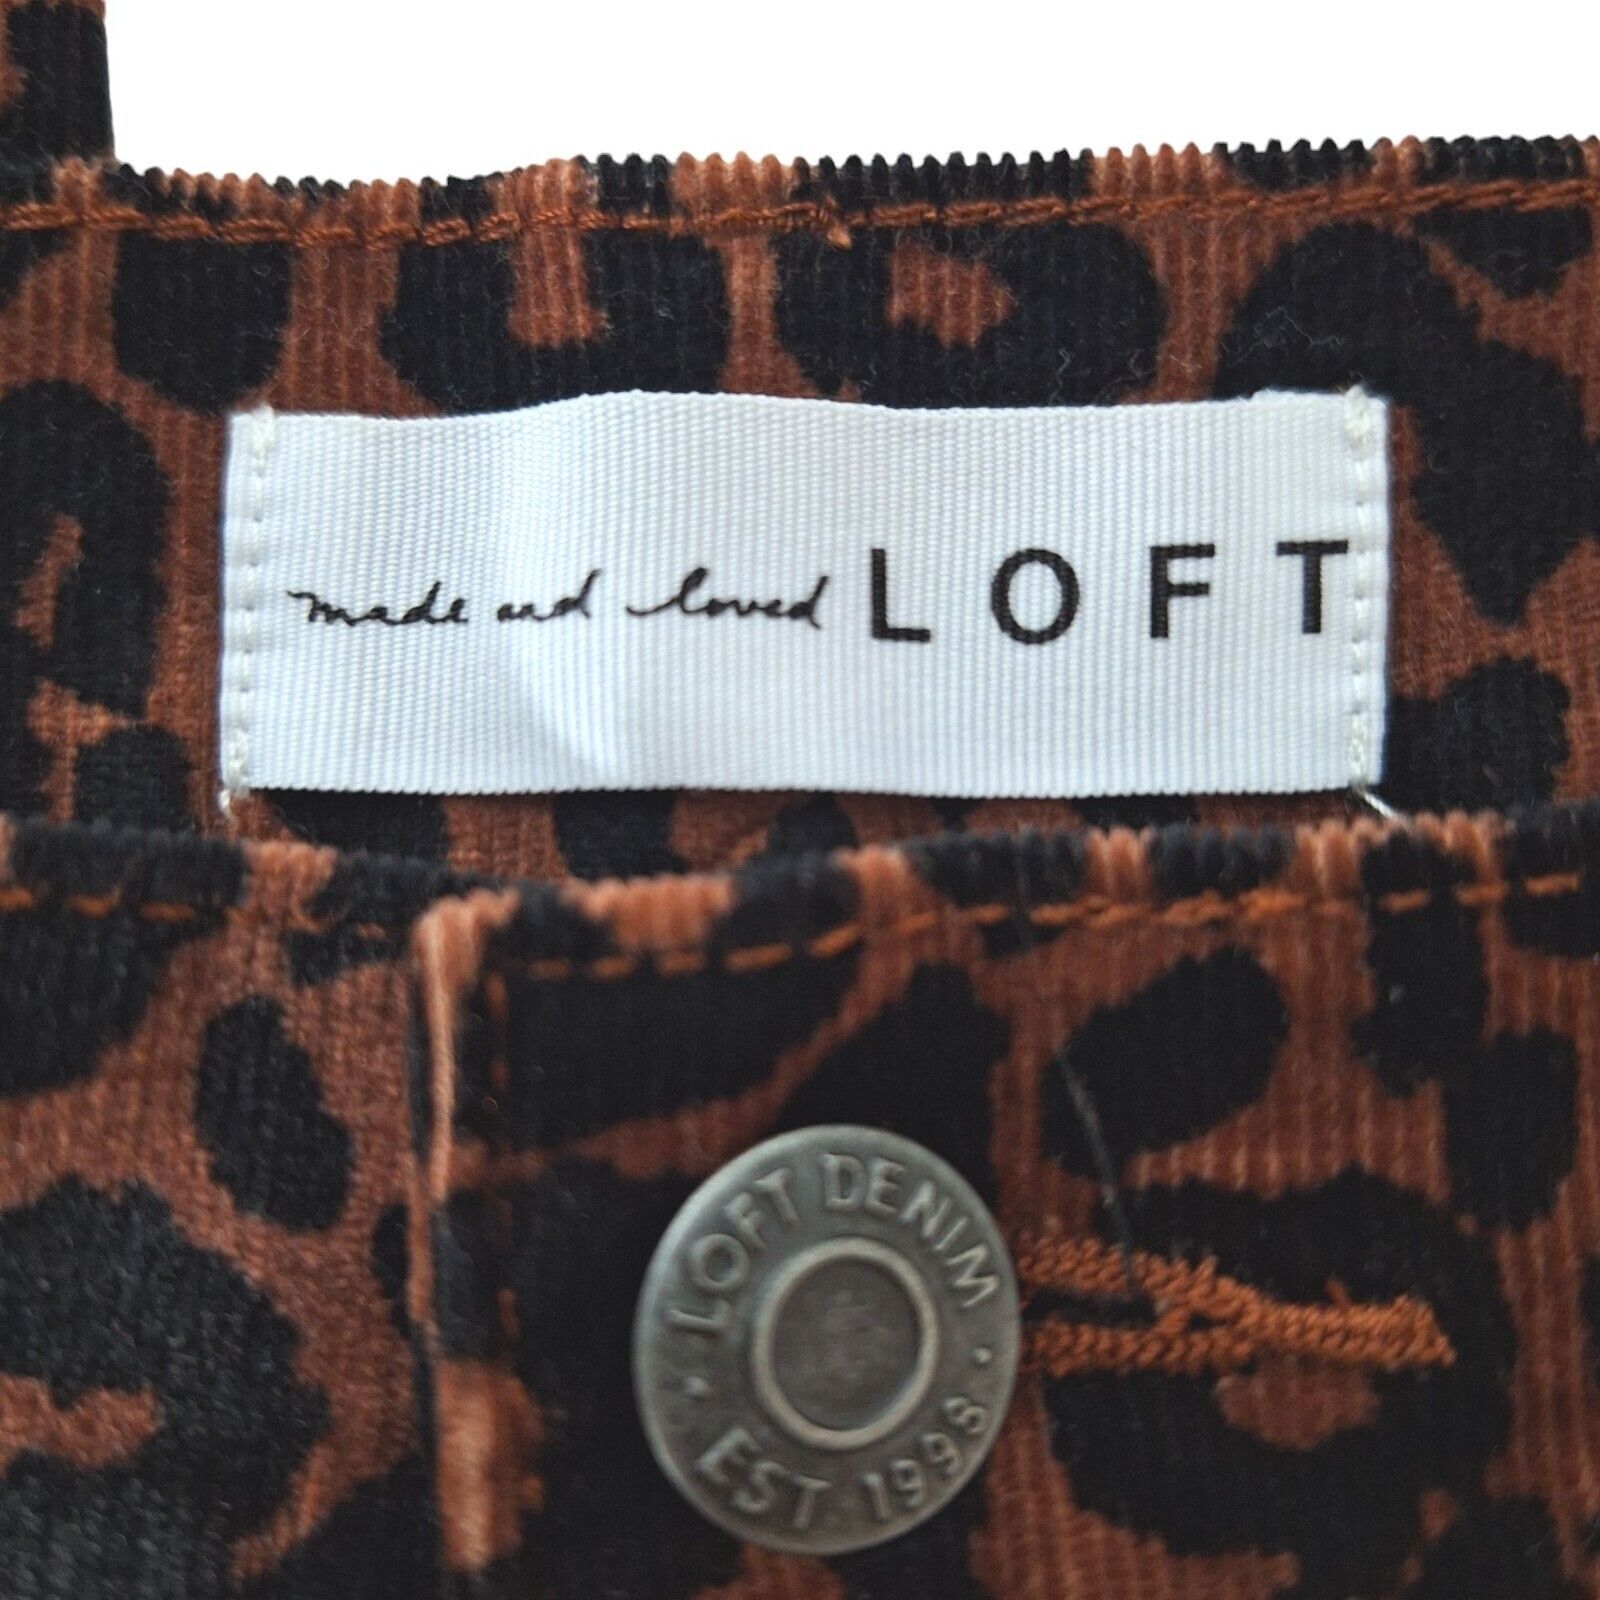 made and loved LOFT
LOFT DENIM
EST. 1998